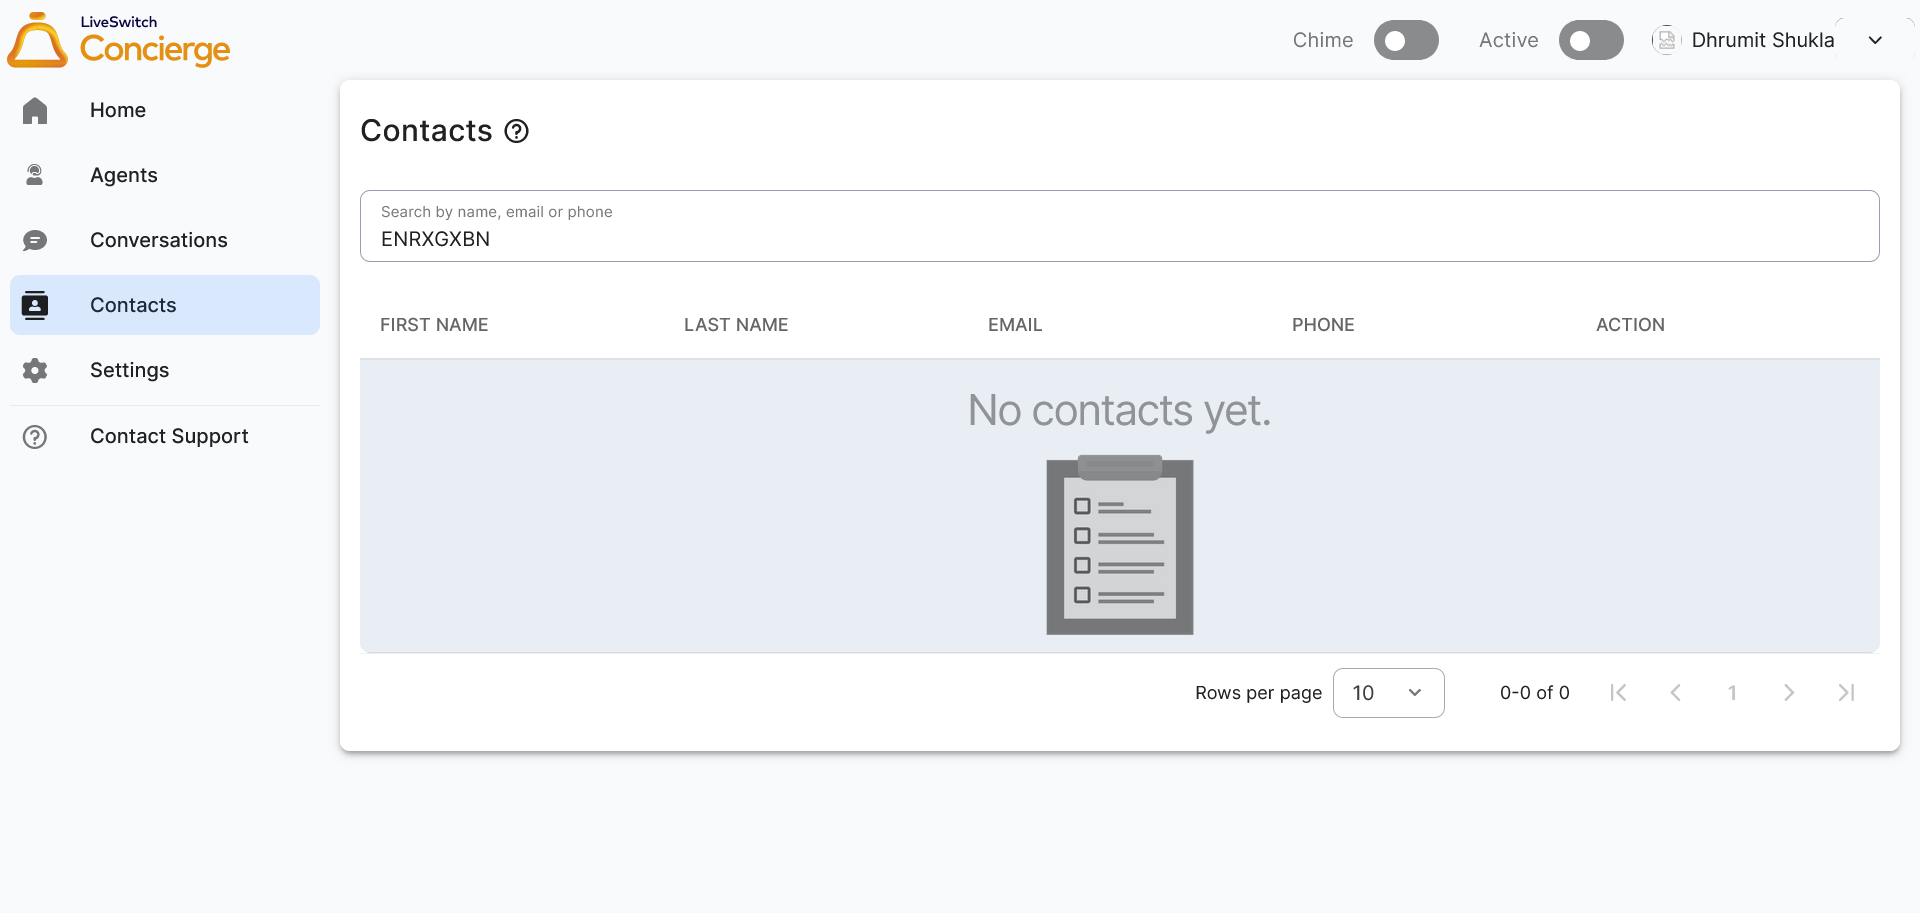 LiveSwitch
Concierge
Chime
Active
Dhrumit Shukla
Home
Agents
Conversations
Contacts
Settings
Contact Support
Contacts
Search by name, email or phone
ENRXGXBN
FIRST NAME LAST NAME EMAIL PHONE ACTION
No contacts yet.
Rows per page 10 0-0 of 0 1